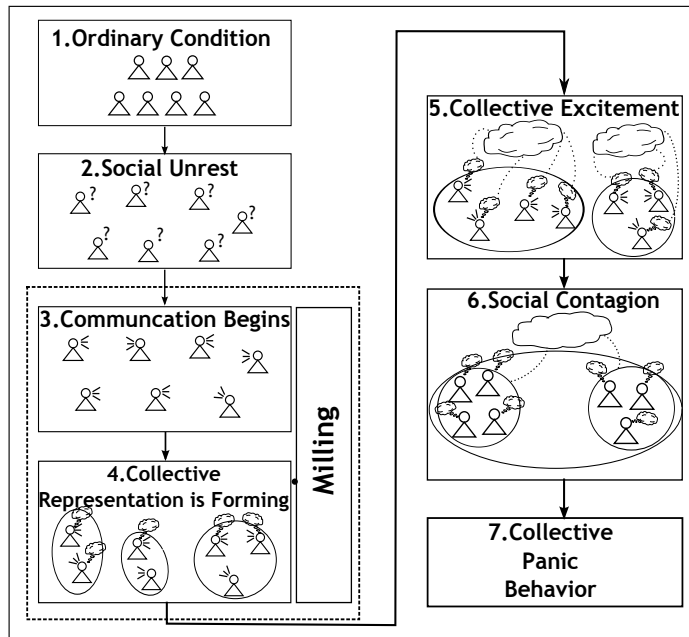 1.Ordinary Condition
2.Social Unrest
? ? ? ? ? ? ?
3.Communcation Begins
4.Collective
Representation is Forming
Milling
5.Collective Excitement
6.Social Contagion
7.Collective
Panic
Behavior